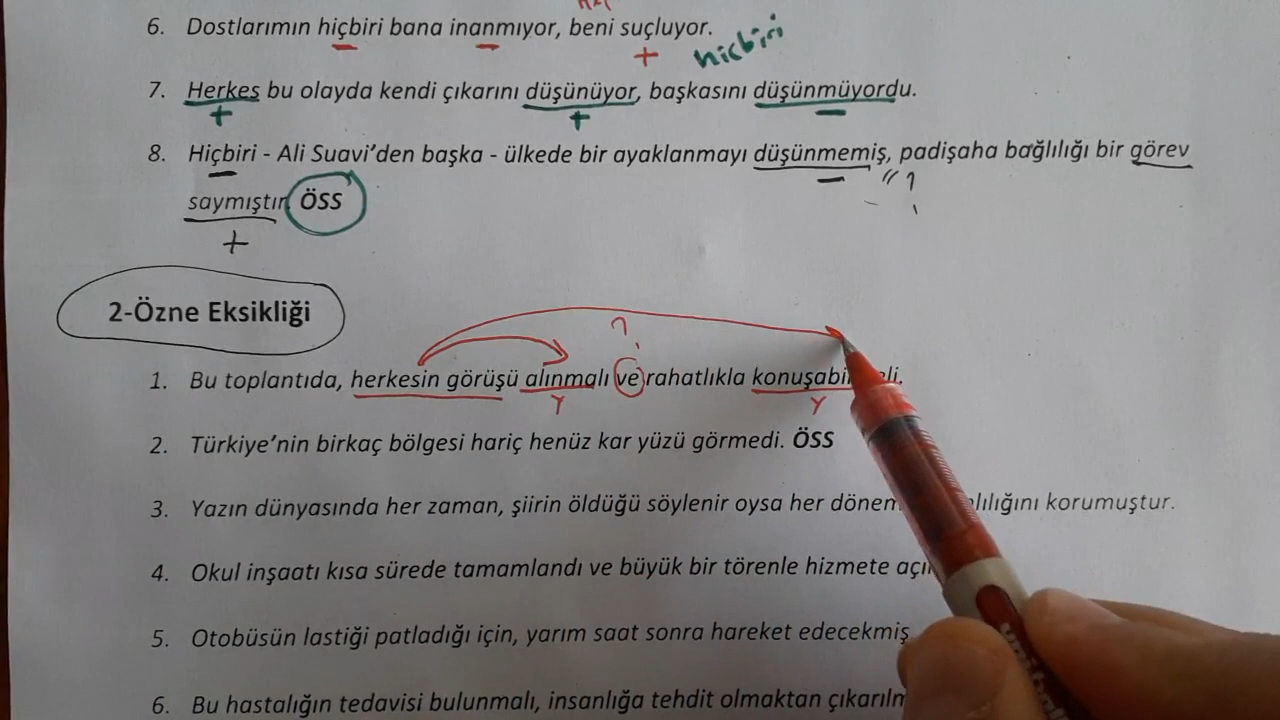 6. Dostlarımın hiçbiri bana inanmıyor, beni suçluyor.
+ hiçbiri
7. Herkes bu olayda kendi çıkarını düşünüyor, başkasını düşünmüyordu.
+ + -
8. Hiçbiri - Ali Suavi'den başka - ülkede bir ayaklanmayı düşünmemiş, padişaha bağlılığı bir görev
saymıştır. ÖSS
+
2-Özne Eksikliği
?
1. Bu toplantıda, herkesin görüşü alınmalı ve rahatlıkla
Y Y
2. Türkiye'nin birkaç bölgesi hariç henüz kar yüzü görmedi. ÖSS
3. Yazın dünyasında her zaman, şiirin öldüğü söylenir oysa her korumuştur.
4. Okul inşaatı kısa sürede tamamlandı ve büyük bir törenle hizmete
5. Otobüsün lastiği patladığı için, yarım saat sonra hareket edecekmiş
6. Bu hastalığın tedavisi bulunmalı, insanlığa tehdit olmaktan